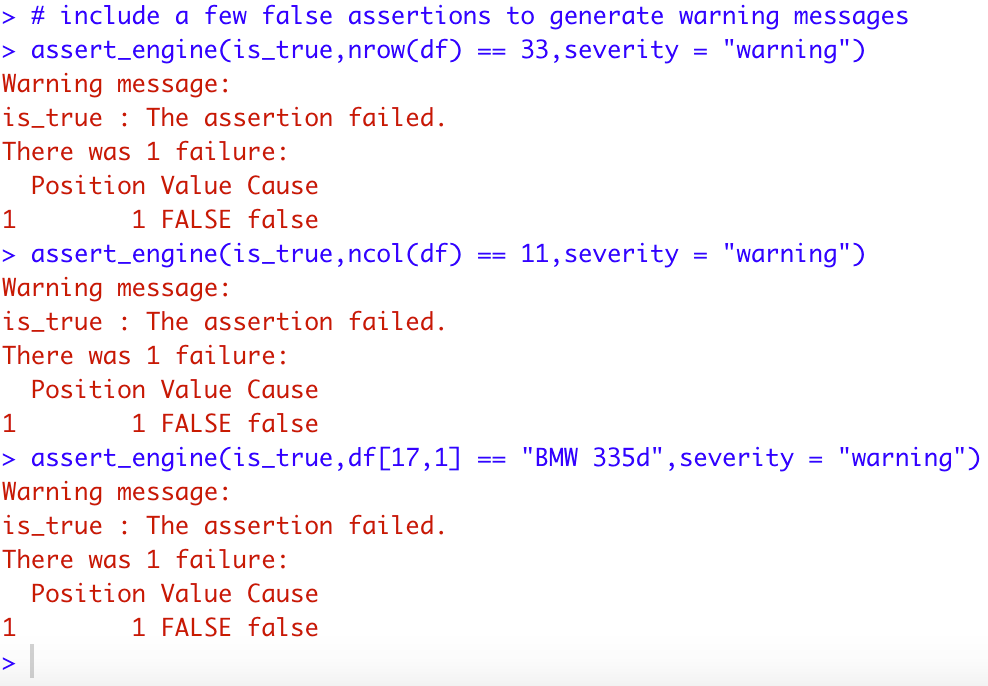 > # include a few false assertions to generate warning messages
> assert_engine(is_true,nrow(df) == 33,severity = "warning")
Warning message:
is_true : The assertion failed.
There was 1 failure:
  Position Value Cause
1        1 FALSE false
> assert_engine(is_true,ncol(df) == 11,severity = "warning")
Warning message:
is_true : The assertion failed.
There was 1 failure:
  Position Value Cause
1        1 FALSE false
> assert_engine(is_true,df[17,1] == "BMW 335d",severity = "warning")
Warning message:
is_true : The assertion failed.
There was 1 failure:
  Position Value Cause
1        1 FALSE false
>